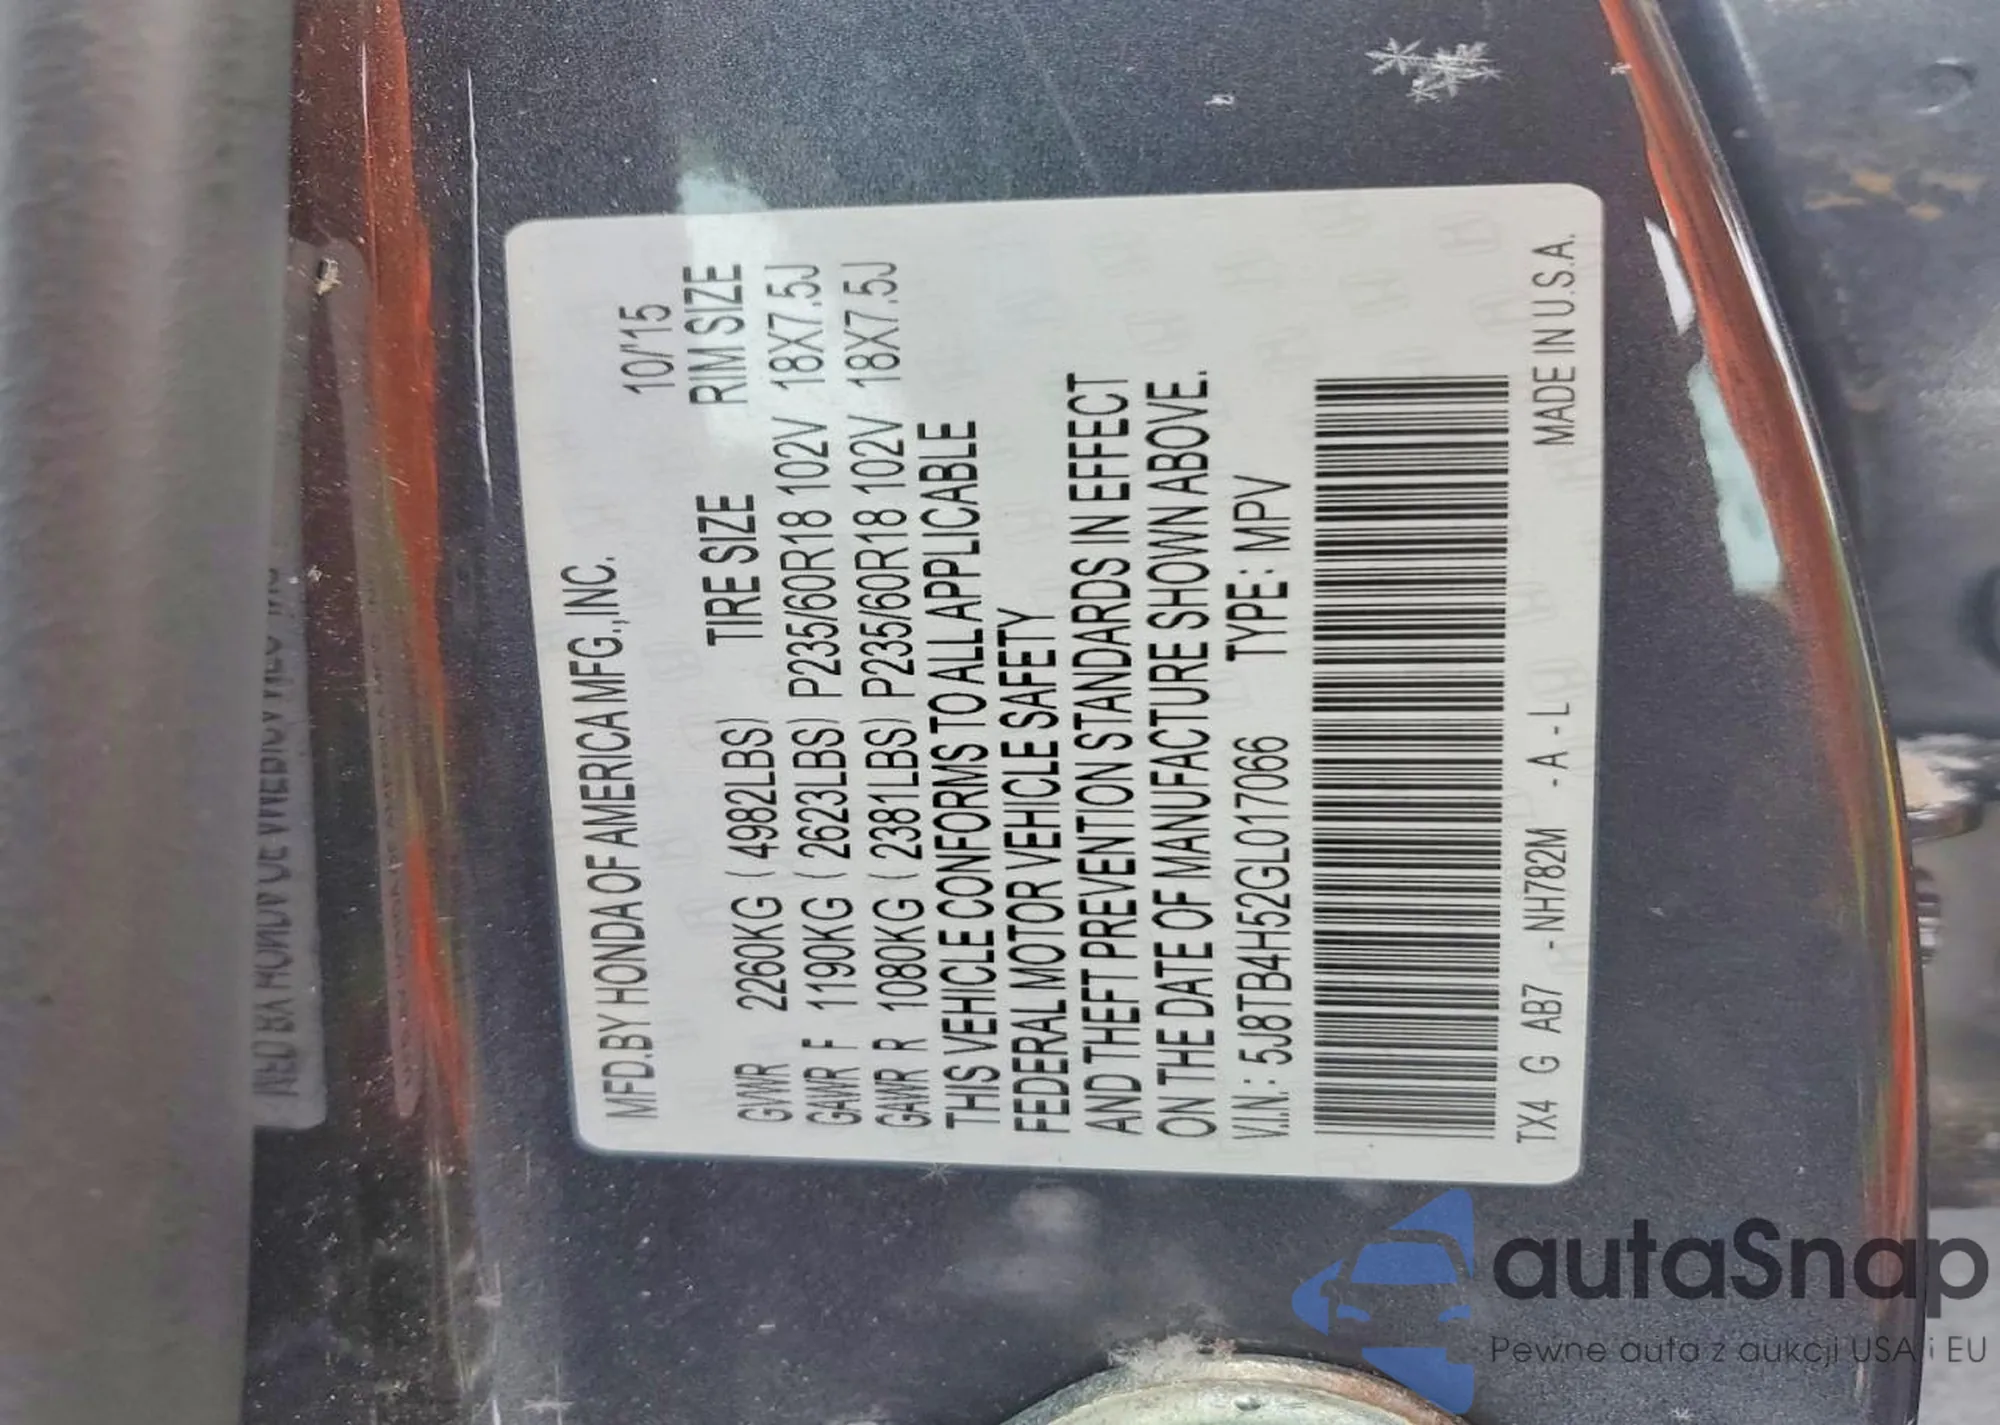 MFD.BY HONDA OF AMERICA MFG.,INC.
10/'15
TIRE SIZE RIM SIZE
GVWR 2260KG ( 4982LBS)
GAWR F 1190KG ( 2623LBS) P235/60R18 102V 18X7.5J
GAWR R 1080KG ( 2381LBS) P235/60R18 102V 18X7.5J
THIS VEHICLE CONFORMS TO ALL APPLICABLE
FEDERAL MOTOR VEHICLE SAFETY
AND THEFT PREVENTION STANDARDS IN EFFECT
ON THE DATE OF MANUFACTURE SHOWN ABOVE.
V.I.N.: 5J8TB4H52GL017066 TYPE: MPV
TX4 G AB7 -NH782M -A -L
MADE IN U.S.A.
autaSnap
Pewne auta z aukcji USA i EU